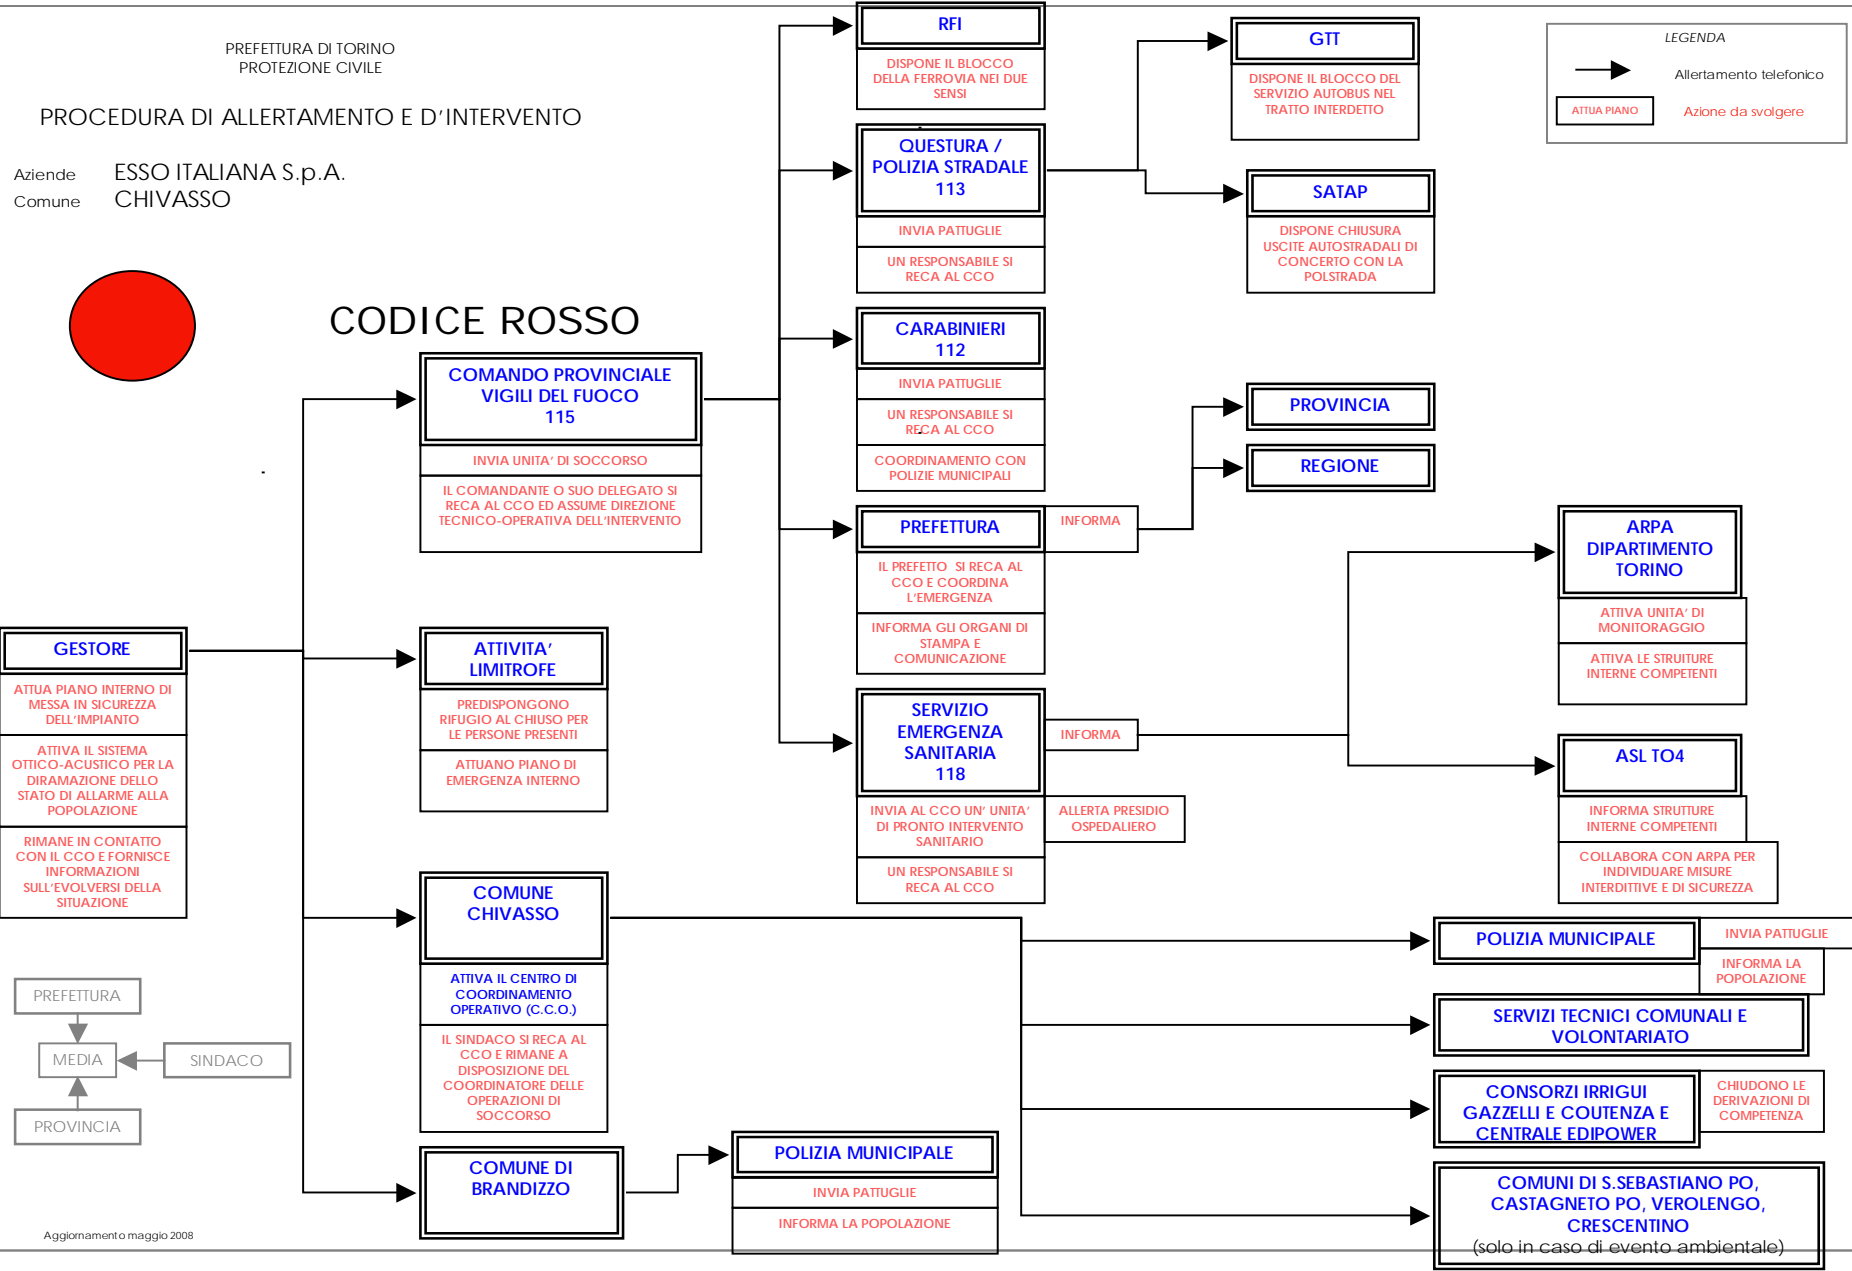 PREFETTURA DI TORINO
PROTEZIONE CIVILE
PROCEDURA DI ALLERTAMENTO E D'INTERVENTO
Aziende ESSO ITALIANA S.p.A.
Comune CHIVASSO
CODICE ROSSO
LEGENDA
Allertamento telefonico
ATTUA PIANO
Azione da svolgere
GESTORE
ATTUA PIANO INTERNO DI
MESSA IN SICUREZZA
DELL'IMPIANTO
ATTIVA IL SISTEMA
OTTICO-ACUSTICO PER LA
DIRAMAZIONE DELLO
STATO DI ALLARME ALLA
POPOLAZIONE
RIMANE IN CONTATTO
CON IL CCO E FORNISCE
INFORMAZIONI
SULL'EVOLVERSI DELLA
SITUAZIONE
COMANDO PROVINCIALE
VIGILI DEL FUOCO
115
INVIA UNITA' DI SOCCORSO
IL COMANDANTE O SUO DELEGATO SI
RECA AL CCO ED ASSUME DIREZIONE
TECNICO-OPERATIVA DELL'INTERVENTO
ATTIVITA'
LIMITROFE
PREDISPONGONO
RIFUGIO AL CHIUSO PER
LE PERSONE PRESENTI
ATTUANO PIANO DI
EMERGENZA INTERNO
COMUNE
CHIVASSO
ATTIVA IL CENTRO DI
COORDINAMENTO
OPERATIVO (C.C.O.)
IL SINDACO SI RECA AL
CCO E RIMANE A
DISPOSIZIONE DEL
COORDINATORE DELLE
OPERAZIONI DI
SOCCORSO
COMUNE DI
BRANDIZZO
POLIZIA MUNICIPALE
INVIA PATTUGLIE
INFORMA LA POPOLAZIONE
RFI
DISPONE IL BLOCCO
DELLA FERROVIA NEI DUE
SENSI
QUESTURA /
POLIZIA STRADALE
113
INVIA PATTUGLIE
UN RESPONSABILE SI
RECA AL CCO
CARABINIERI
112
INVIA PATTUGLIE
UN RESPONSABILE SI
RECA AL CCO
COORDINAMENTO CON
POLIZIE MUNICIPALI
PREFETTURA
INFORMA
IL PREFETTO SI RECA AL
CCO E COORDINA
L'EMERGENZA
INFORMA GLI ORGANI DI
STAMPA E
COMUNICAZIONE
SERVIZIO
EMERGENZA
SANITARIA
118
INFORMA
INVIA AL CCO UN' UNITA'
DI PRONTO INTERVENTO
SANITARIO
ALLERTA PRESIDIO
OSPEDALIERO
UN RESPONSABILE SI
RECA AL CCO
GTT
DISPONE IL BLOCCO DEL
SERVIZIO AUTOBUS NEL
TRATTO INTERDETTO
SATAP
DISPONE CHIUSURA
USCITE AUTOSTRADALI DI
CONCERTO CON LA
POLSTRADA
PROVINCIA
REGIONE
ARPA
DIPARTIMENTO
TORINO
ATTIVA UNITA' DI
MONITORAGGIO
ATTIVA LE STRUITURE
INTERNE COMPETENTI
ASL TO4
INFORMA STRUTTURE
INTERNE COMPETENTI
COLLABORA CON ARPA PER
INDIVIDUARE MISURE
INTERDITTIVE E DI SICUREZZA
POLIZIA MUNICIPALE
INVIA PATTUGLIE
INFORMA LA
POPOLAZIONE
SERVIZI TECNICI COMUNALI E
VOLONTARIATO
CONSORZI IRRIGUI
GAZZELLI E COUTENZA E
CENTRALE EDIPOWER
CHIUDONO LE
DERIVAZIONI DI
COMPETENZA
COMUNI DI S.SEBASTIANO PO,
CASTAGNETO PO, VEROLENGO,
CRESCENTINO
(solo in caso di evento ambientale)
PREFETTURA
MEDIA
SINDACO
PROVINCIA
Aggiornamento maggio 2008